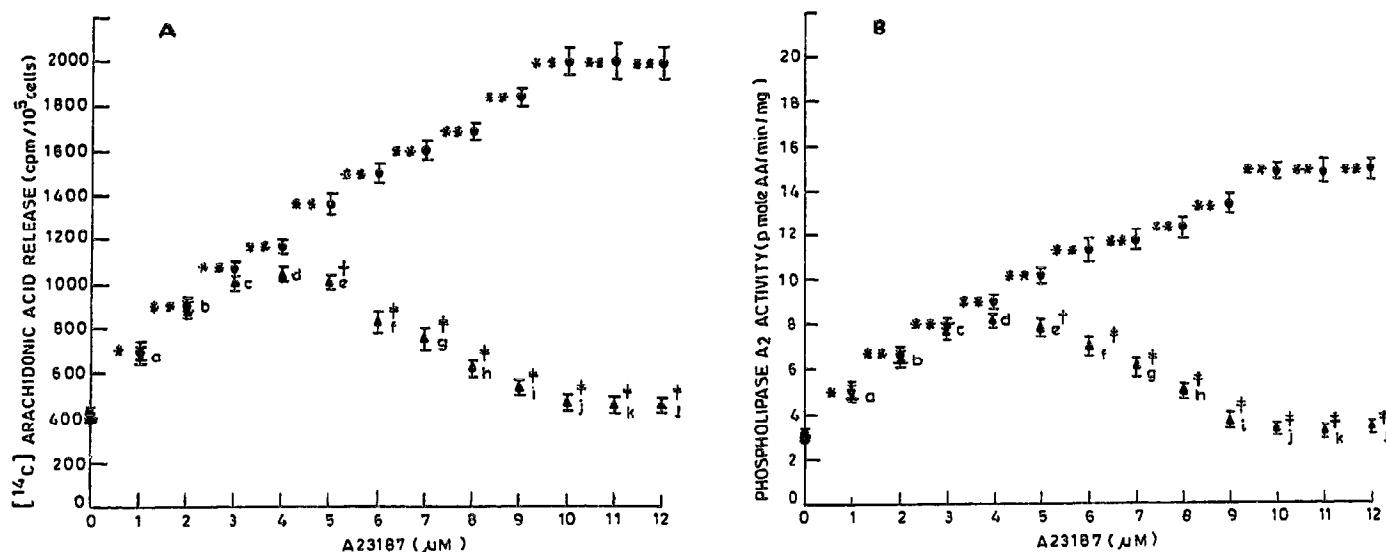 A
[14C] ARACHIDONIC ACID RELEASE (cpm/10⁵ cells)
2000
1800
1600
1400
1200
1000
800
600
400
200
0
** ** **
**
**
**
**
**
**
**
**
*
a
b
c
d
†
e
‡
f
‡
g
‡
h
‡
i
‡
j
‡
k
‡
l
0 1 2 3 4 5 6 7 8 9 10 11 12
A23187 (μM)
B
PHOSPHOLIPASE A2 ACTIVITY (p mole AA/min/mg)
20
18
16
14
12
10
8
6
4
2
0
** ** **
**
**
**
**
**
**
**
**
*
a
b
c
d
e†
f
‡
g
‡
h
‡
i
‡
j
‡
k
‡
‡
0 1 2 3 4 5 6 7 8 9 10 11 12
A23187 (μM)